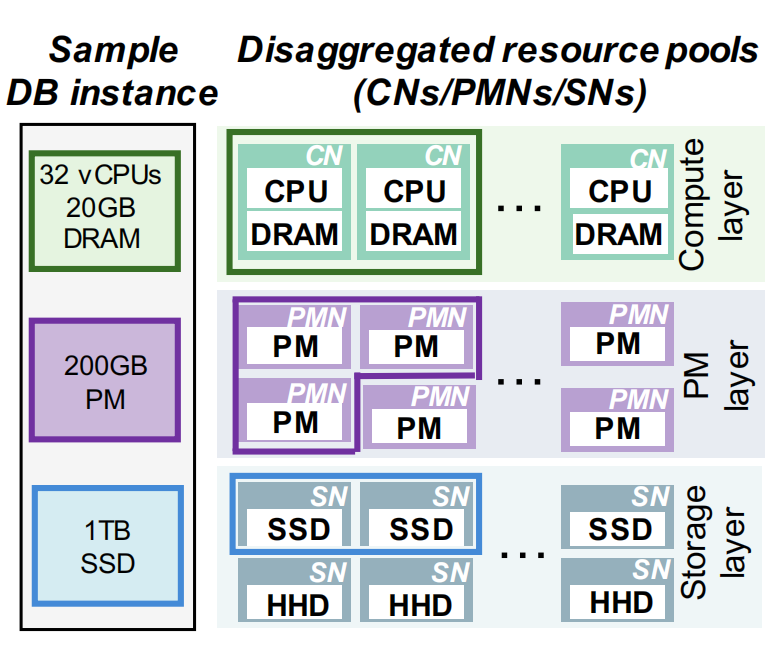 Sample
DB instance
Disaggregated resource pools
(CNs/PMNs/SNs)
32 vCPUs
20GB
DRAM
200GB
PM
1TB
SSD
CN
CPU
DRAM
CN
CPU
DRAM
...
CN
CPU
DRAM
Compute
layer
PMN
PM
PMN
PM
PMN
PM
PMN
PM
...
PMN
PM
PMN
PM
PM
layer
SN
SSD
SN
SSD
...
SN
SSD
SN
HHD
SN
HHD
SN
HHD
Storage
layer